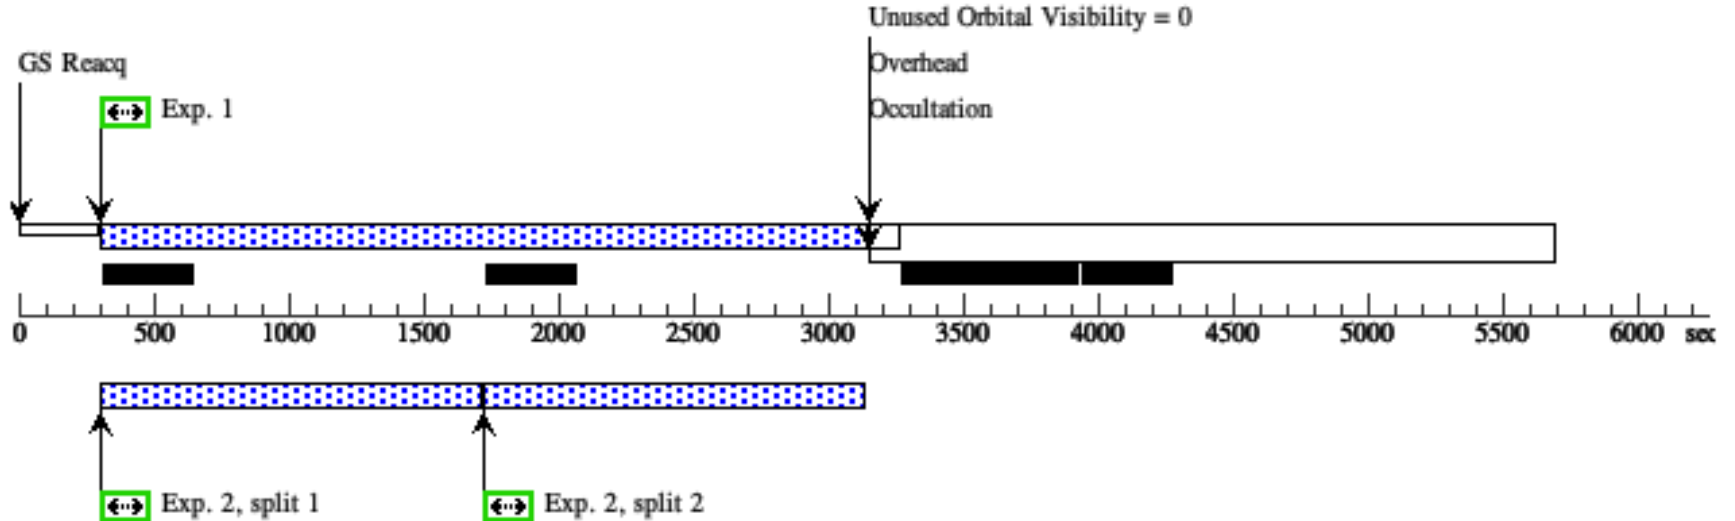 Unused Orbital Visibility = 0
GS Reacq
Overhead
Exp. 1
Occultation
0 500 1000 1500 2000 2500 3000 3500 4000 4500 5000 5500 6000 sec
Exp. 2, split 1
Exp. 2, split 2